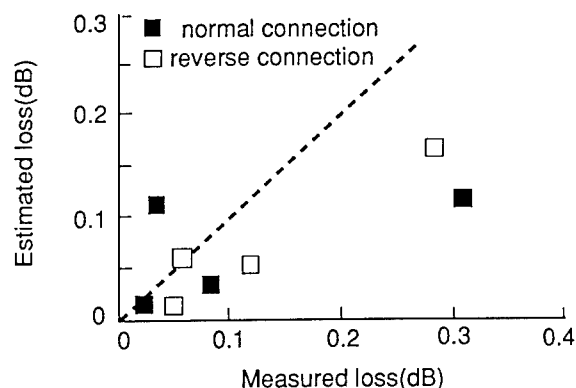 0.3
normal connection
reverse connection
0.2
0.1
0
Estimated loss(dB)
0 0.1 0.2 0.3 0.4
Measured loss(dB)